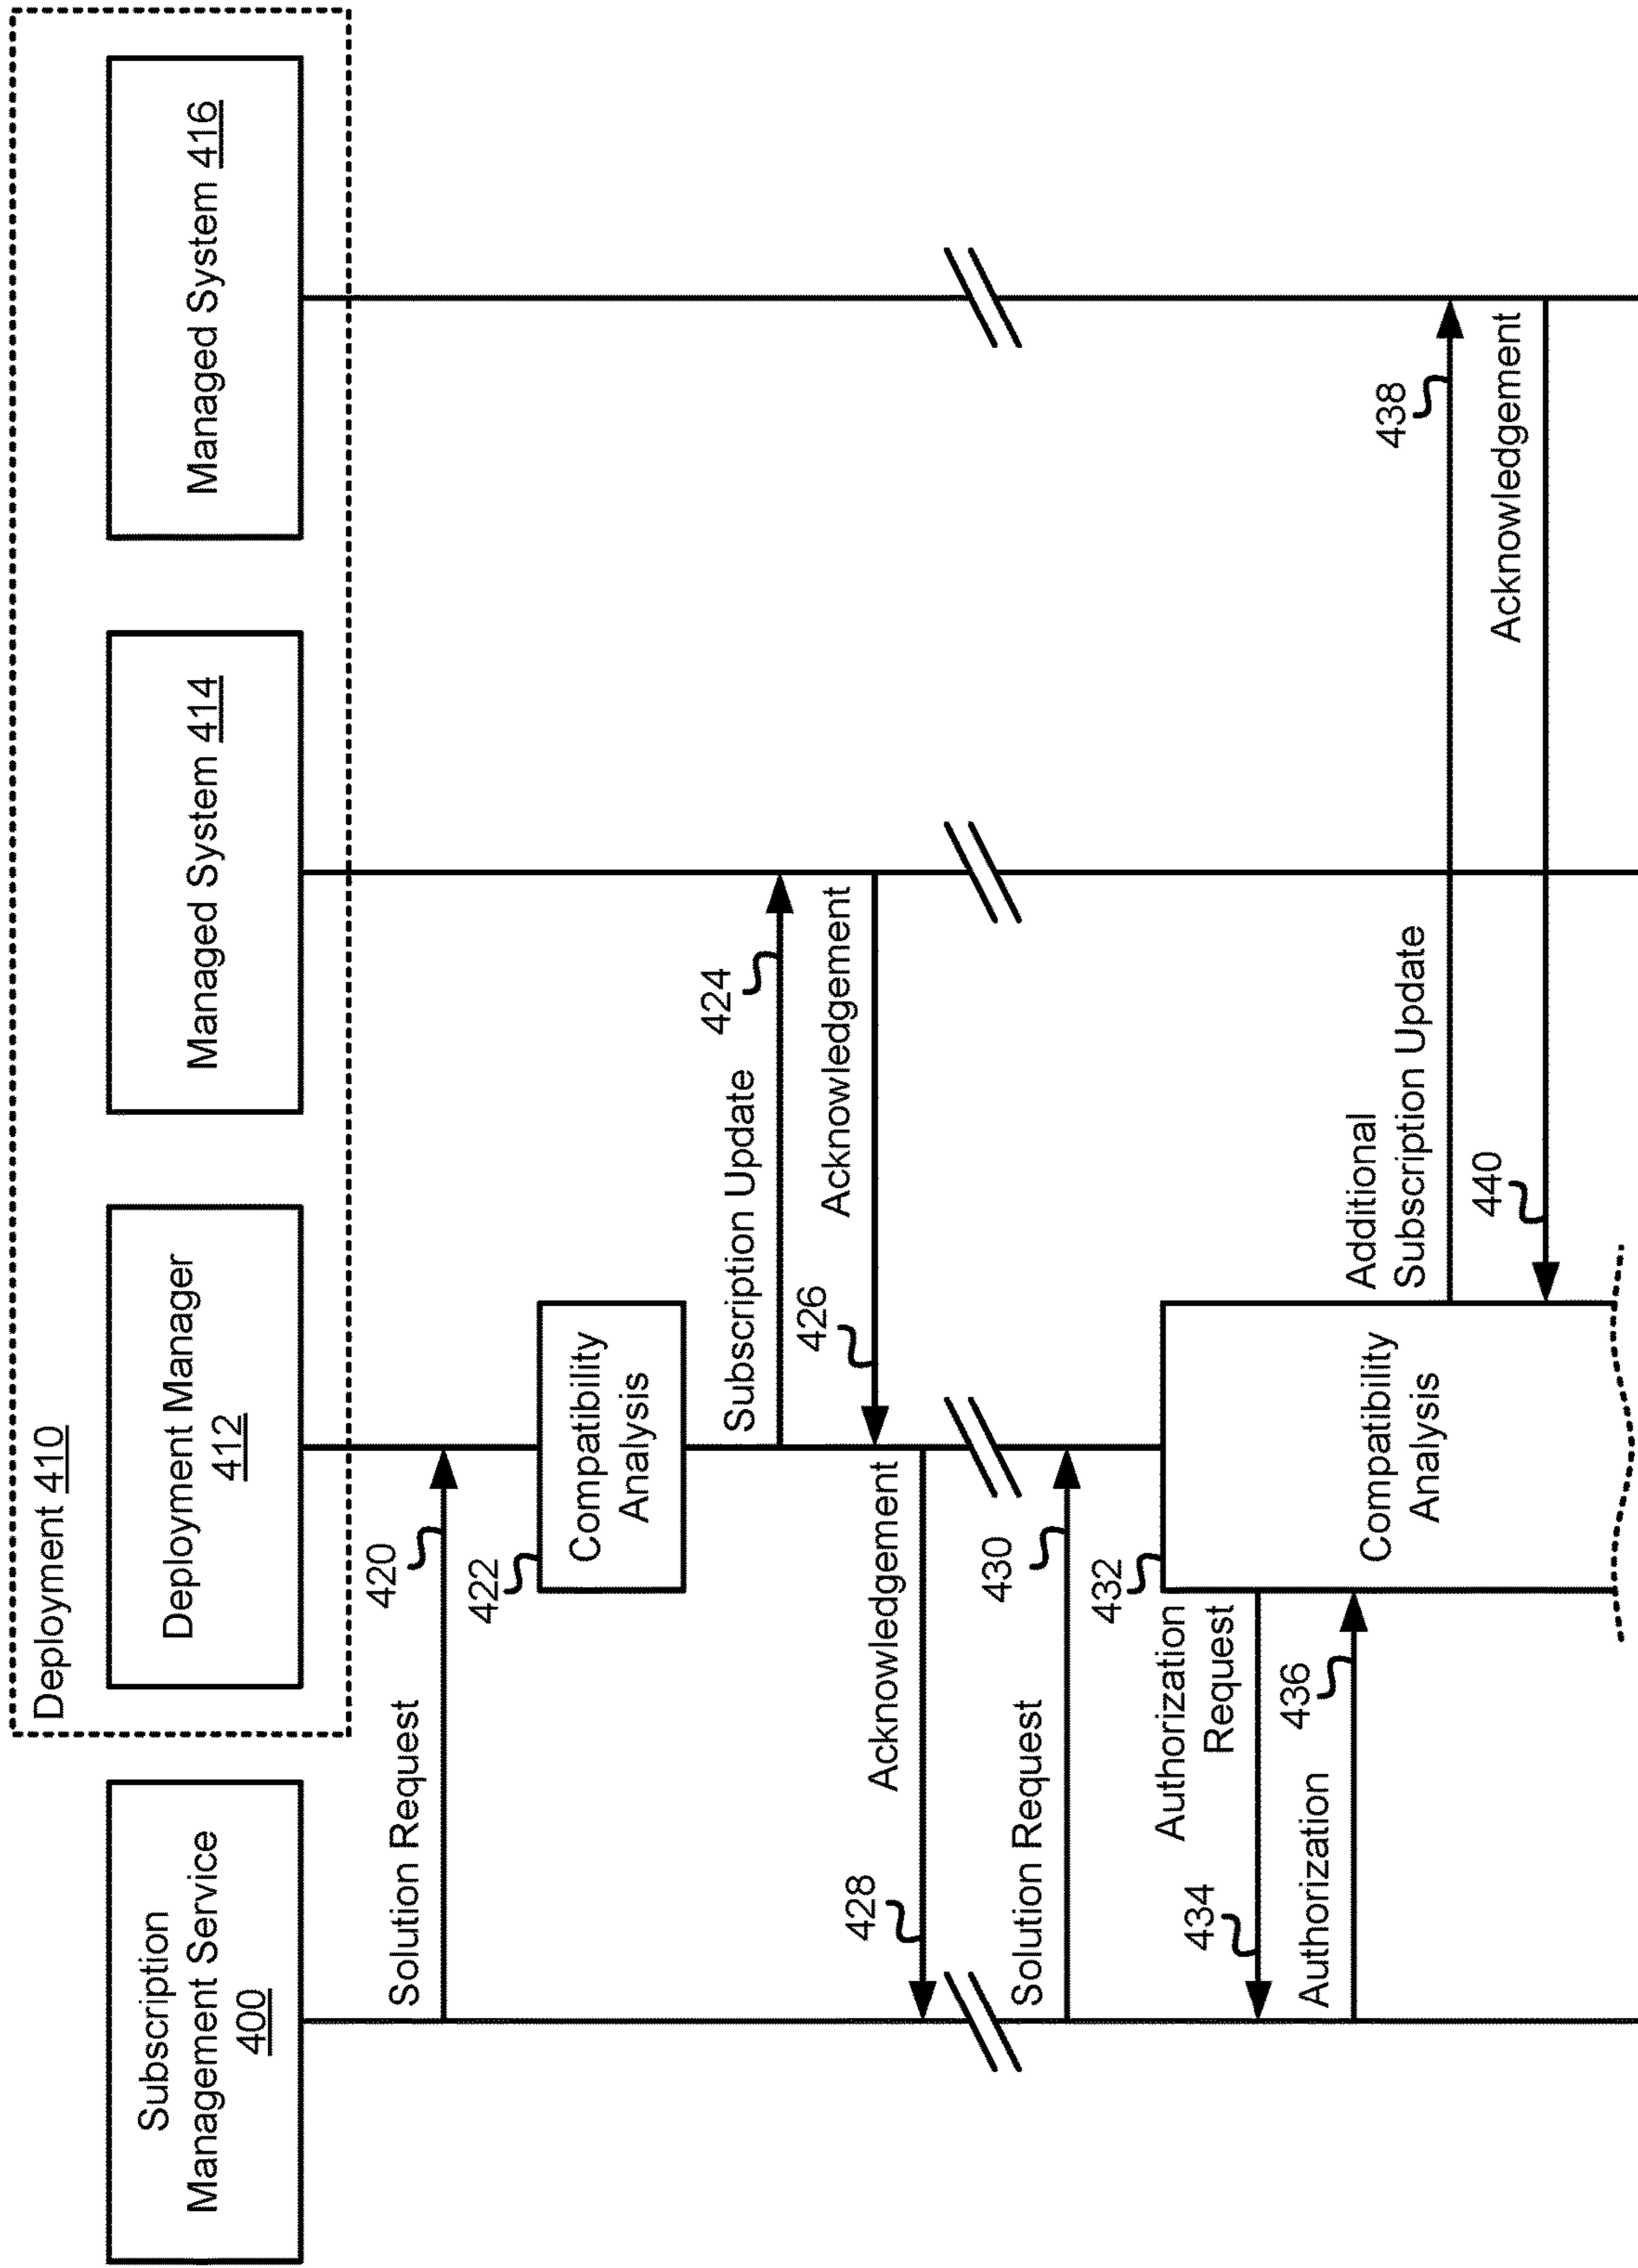 Deployment 410
Subscription
Management Service
400
Deployment Manager
412
Managed System 414
Managed System 416
Solution Request
420
422
Compatibility
Analysis
Subscription Update
424
426
Acknowledgement
428
Acknowledgement
Solution Request
430
432
Compatibility
Analysis
434
Authorization
Request
Authorization
436
Additional
Subscription Update
438
440
Acknowledgement